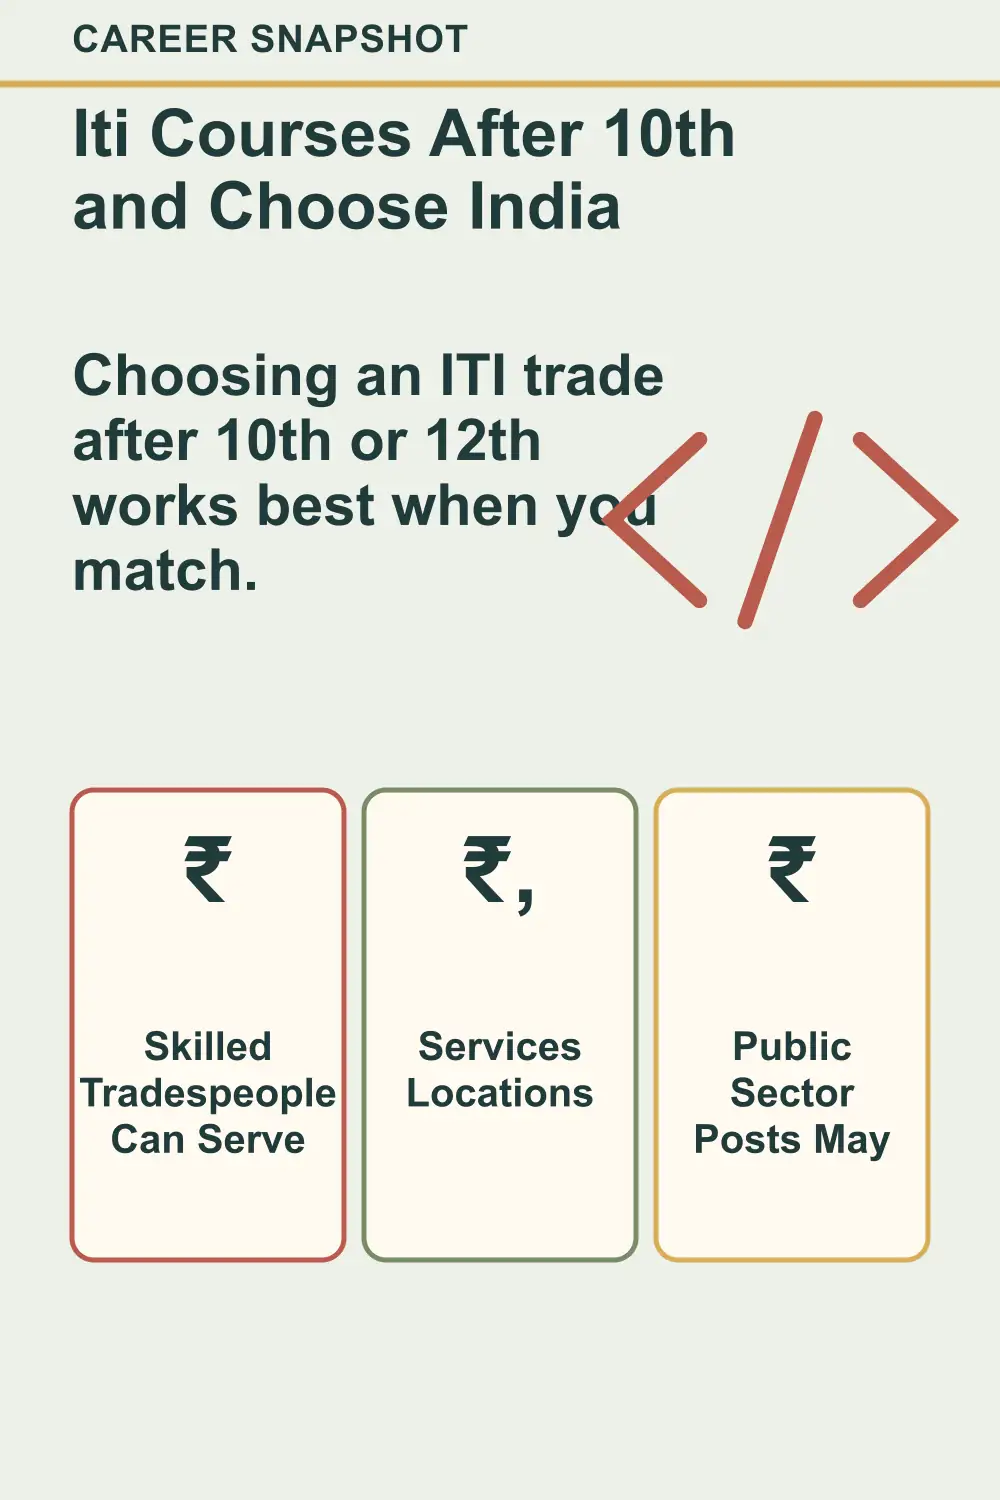 CAREER SNAPSHOT
Iti Courses After 10th
and Choose India
Choosing an ITI trade
after 10th or 12th
works best when you
match.
₹
Skilled
Tradespeople
Can Serve
₹,
Services
Locations
₹
Public
Sector
Posts May